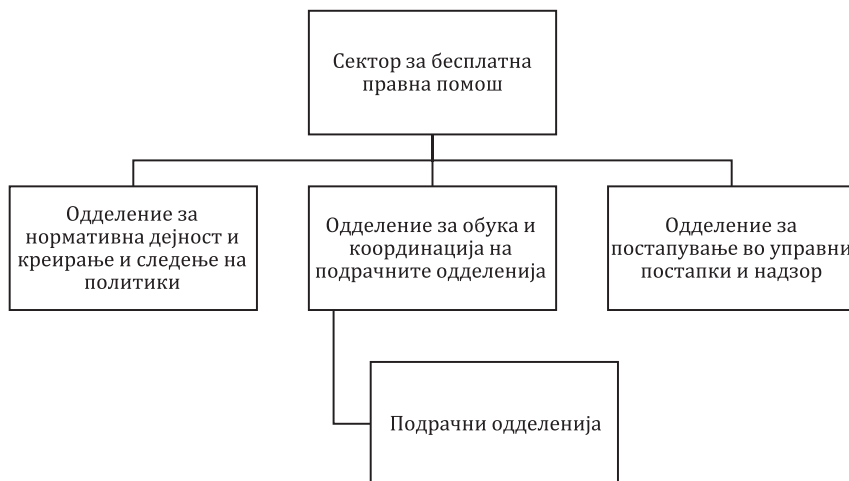 Сектор за бесплатна
правна помош
Одделение за
нормативна дејност и
креирање и следење на
политики
Одделение за обука и
координација на
подрачните одделенија
Одделение за
постапување во управни
постапки и надзор
Подрачни одделенија